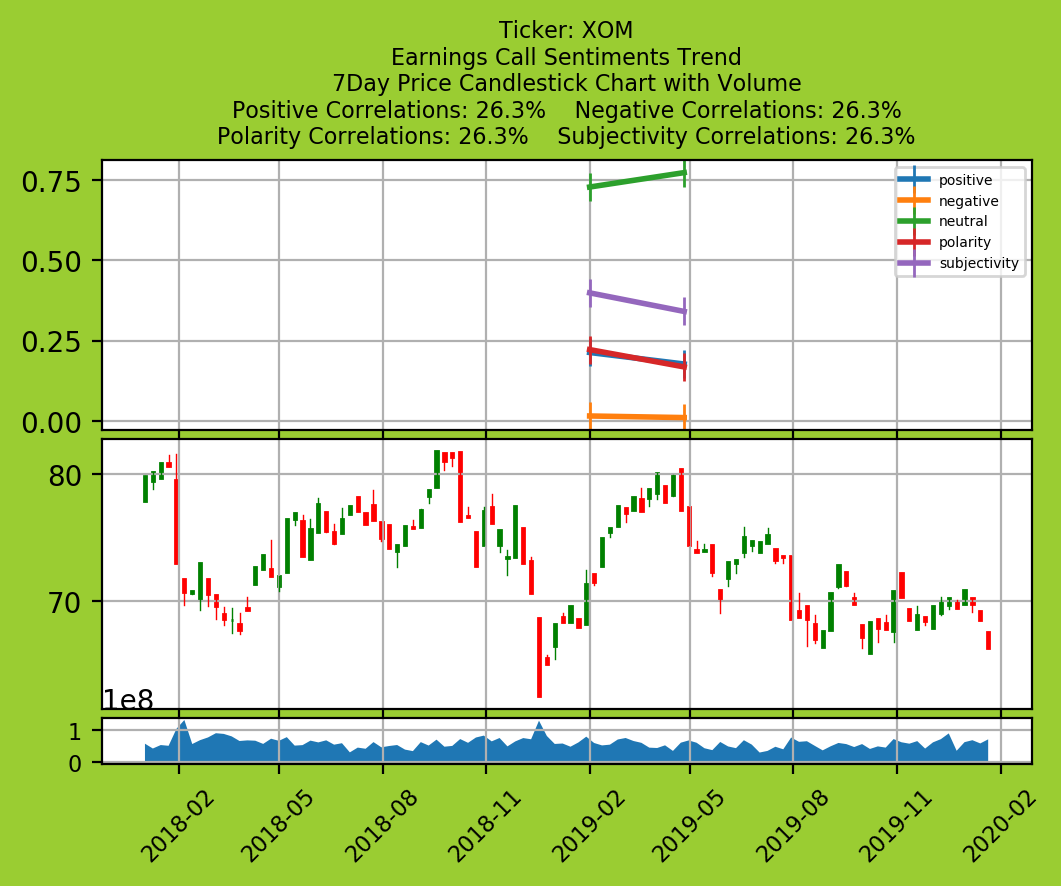 Ticker: XOM
Earnings Call Sentiments Trend
7Day Price Candlestick Chart with Volume
Positive Correlations: 26.3%    Negative Correlations: 26.3%
Polarity Correlations: 26.3%    Subjectivity Correlations: 26.3%
0.75
0.50
0.25
0.00
positive
negative
neutral
polarity
subjectivity
80
70
1e8
1
0
2018-02
2018-05
2018-08
2018-11
2019-02
2019-05
2019-08
2019-11
2020-02